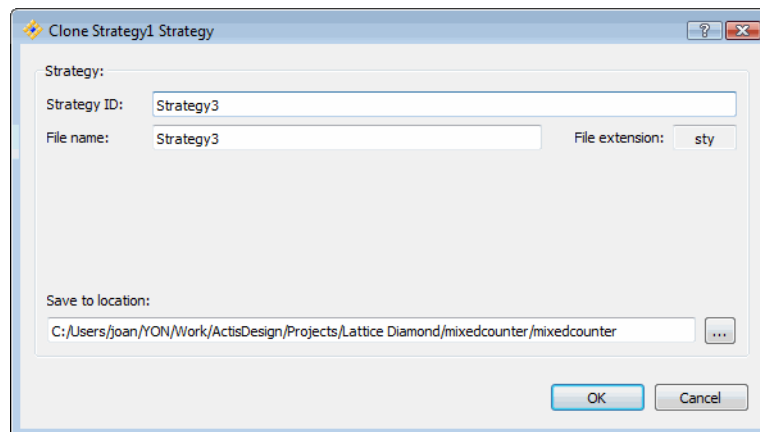 Clone Strategy1 Strategy
Strategy:
Strategy ID: Strategy3
File name: Strategy3 File extension: sty
Save to location:
C:/Users/joan/YON/Work/ActisDesign/Projects/Lattice Diamond/mixedcounter/mixedcounter ...
OK Cancel